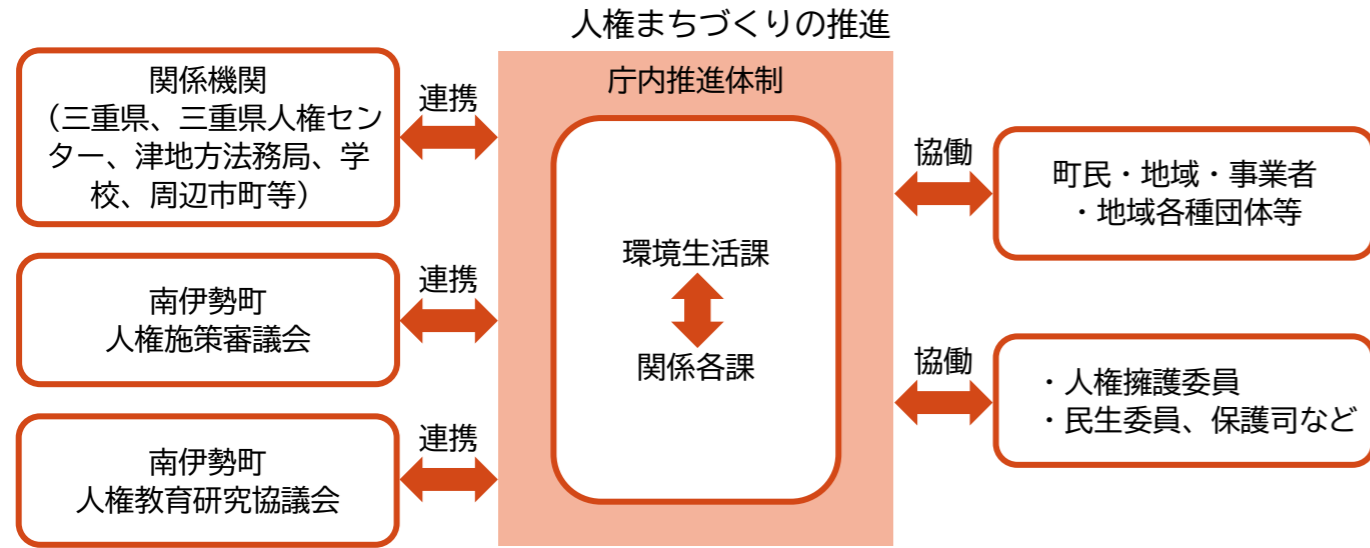 人権まちづくりの推進
関係機関
（三重県、三重県人権セン
ター、津地方法務局、学
校、周辺市町等）
連携
南伊勢町
人権施策審議会
連携
南伊勢町
人権教育研究協議会
連携
庁内推進体制
環境生活課
関係各課
協働
町民・地域・事業者
・地域各種団体等
協働
・人権擁護委員
・民生委員、保護司など